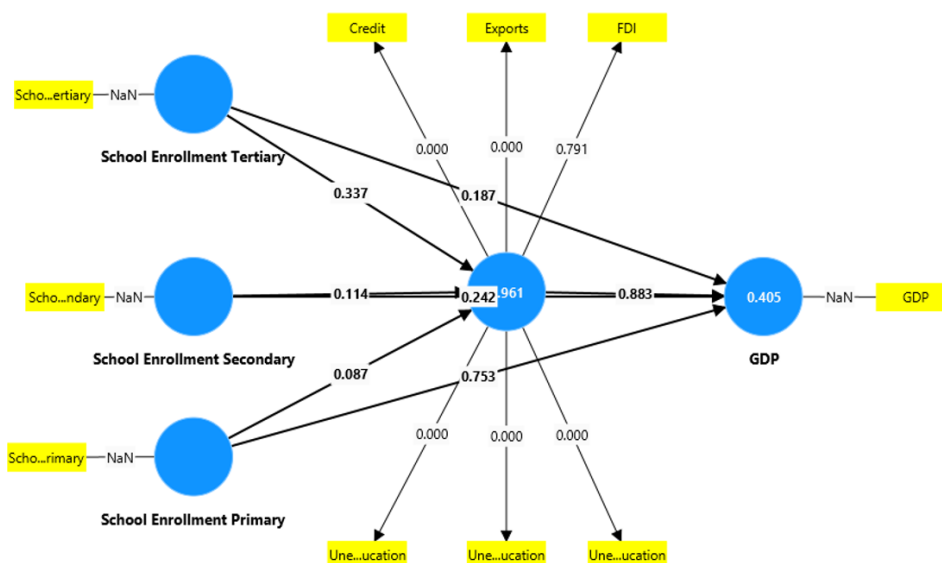 Credit
Exports
FDI
Scho...ertiary
NaN
School Enrollment Tertiary
0.000
0.000
0.791
0.337
0.187
Scho...ndary
NaN
0.114
0.242
.961
0.883
0.405
NaN
GDP
School Enrollment Secondary
GDP
0.087
0.753
Scho...rimary
NaN
0.000
0.000
0.000
School Enrollment Primary
Une...ucation
Une...ucation
Une...ucation